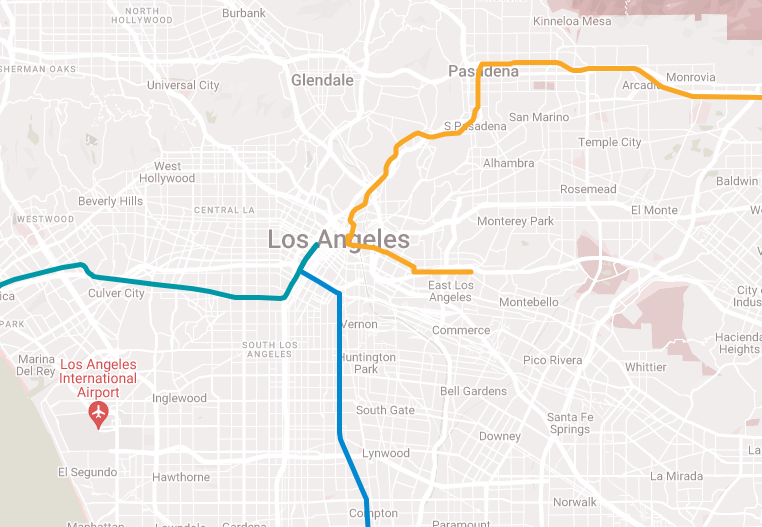 NORTH
HOLLYWOOD
Burbank
Kinneloa Mesa
SHERMAN OAKS
Universal City
Glendale
Pasadena
Monrovia
Arcadia
S Pasadena
San Marino
Temple City
West
Hollywood
Alhambra
Rosemead
Baldwin
Beverly Hills
CENTRAL LA
El Monte
WESTWOOD
Monterey Park
Los Angeles
Culver City
East Los
Angeles
Montebello
City of
Indus
PARK
Vernon
Commerce
SOUTH LOS
ANGELES
Huntington
Park
Pico Rivera
Whittier
Hacienda
Heights
Marina
Del Rey
Los Angeles
International
Airport
Inglewood
Bell Gardens
South Gate
Santa Fe
Springs
Downey
Lynwood
El Segundo
Hawthorne
La Mirada
Norwalk
Compton
Paramount